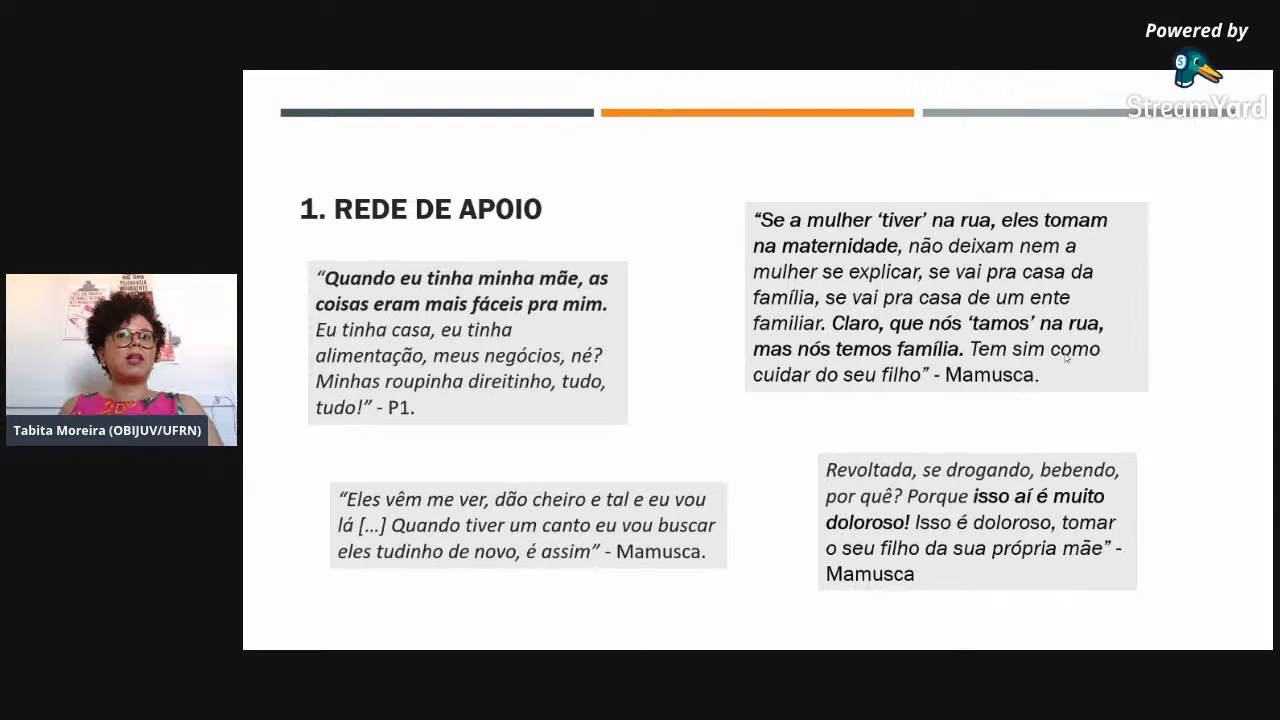 Powered by
StreamYard
1. REDE DE APOIO
“Quando eu tinha minha mãe, as
coisas eram mais fáceis pra mim.
Eu tinha casa, eu tinha
alimentação, meus negócios, né?
Minhas roupinha direitinho, tudo,
tudo!” - P1.
“Eles vêm me ver, dão cheiro e tal e eu vou
lá [...] Quando tiver um canto eu vou buscar
eles tudinho de novo, é assim” - Mamusca.
“Se a mulher ‘tiver’ na rua, eles tomam
na maternidade, não deixam nem a
mulher se explicar, se vai pra casa da
família, se vai pra casa de um ente
familiar. Claro, que nós ‘tamos’ na rua,
mas nós temos família. Tem sim como
cuidar do seu filho” - Mamusca.
Revoltada, se drogando, bebendo,
por quê? Porque isso aí é muito
doloroso! Isso é doloroso, tomar
o seu filho da sua própria mãe” -
Mamusca
Tabita Moreira (OBIJUV/UFRN)